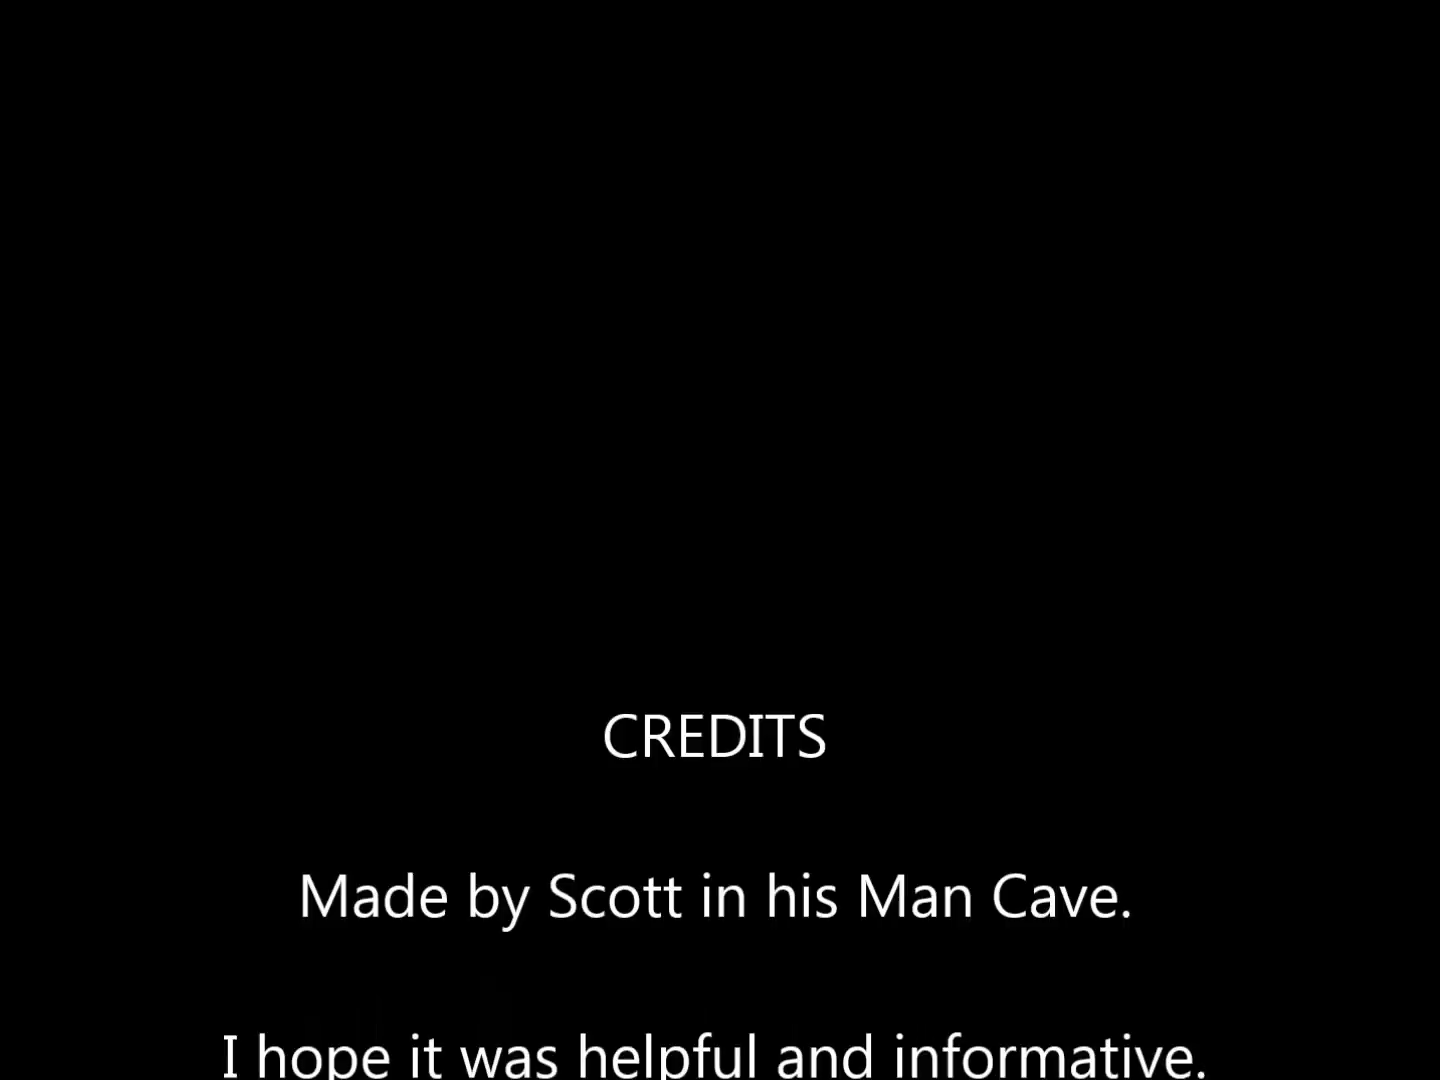 CREDITS
Made by Scott in his Man Cave.
I hope it was helpful and informative.